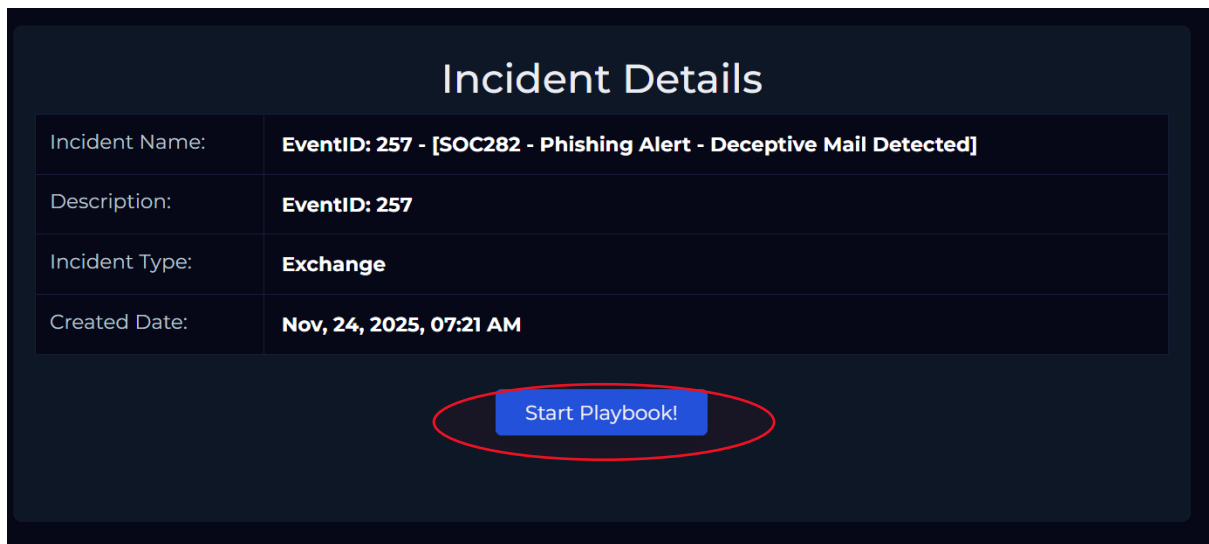 Incident Details
Incident Name: EventID: 257 - [SOC282 - Phishing Alert - Deceptive Mail Detected]
Description: EventID: 257
Incident Type: Exchange
Created Date: Nov, 24, 2025, 07:21 AM
Start Playbook!